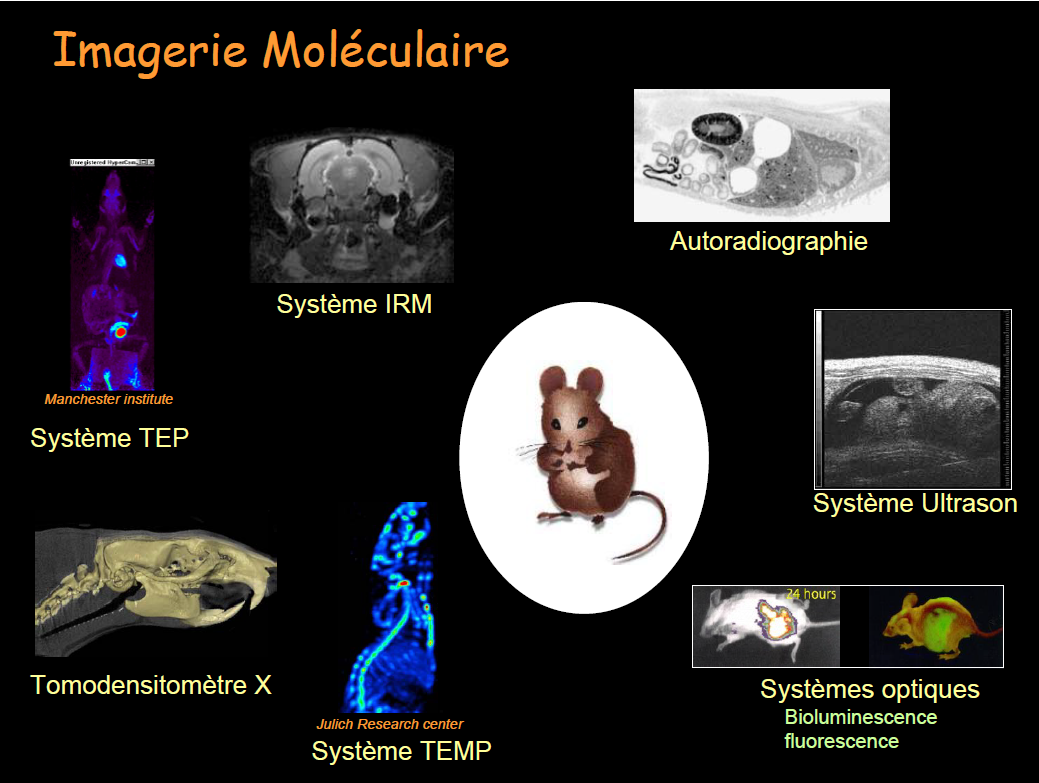 Imagerie Moléculaire
Autoradiographie
Système IRM
Manchester institute
Système TEP
Système Ultrason
24 hours
Tomodensitomètre X
Systèmes optiques
Bioluminescence
fluorescence
Julich Research center
Système TEMP